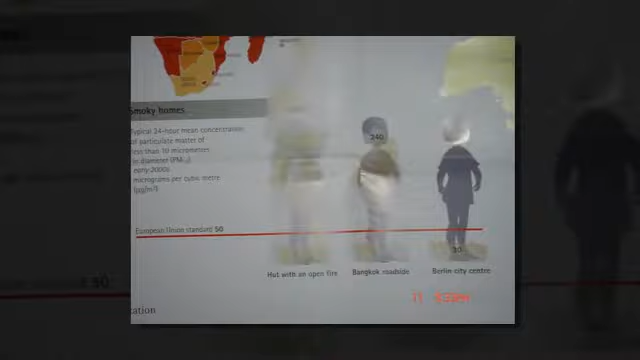 Smoky homes
Typical 24-hour mean concentration
of particulate matter of
less than 10 micrometres
in diameter (PM₁₀)
early 2000s
micrograms per cubic metre
(µg/m³)
240
European Union standard 50
30
Hut with an open fire
Bangkok roadside
Berlin city centre